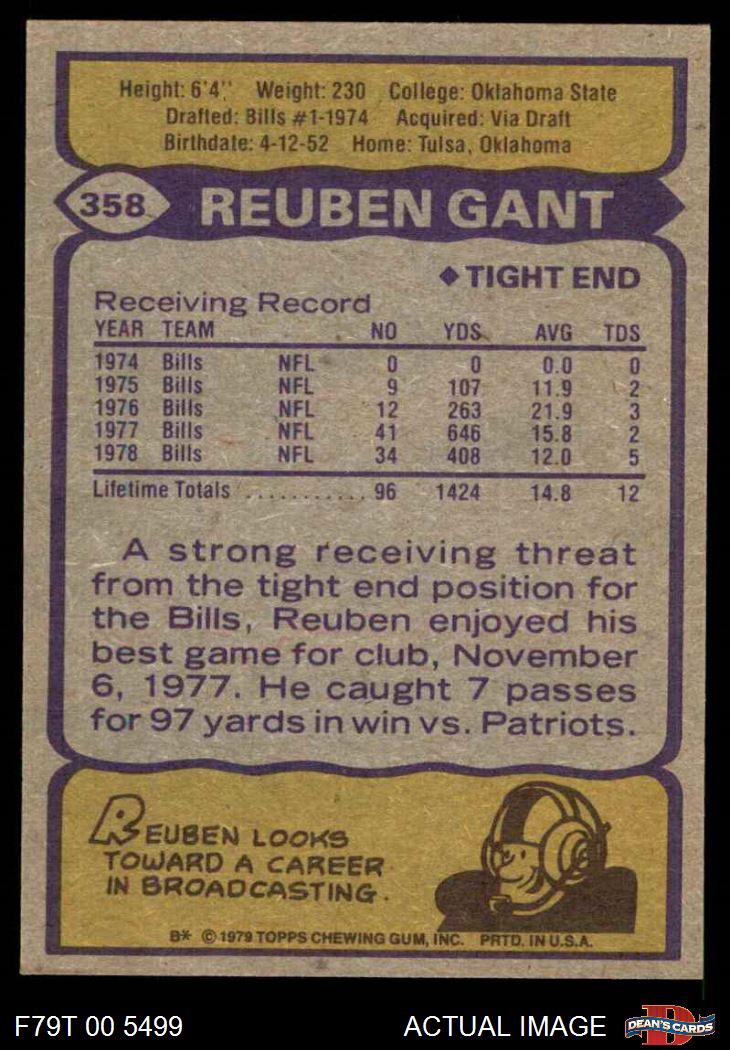 Height: 6'4" Weight: 230 College: Oklahoma State
Drafted: Bills #1-1974 Acquired: Via Draft
Birthdate: 4-12-52 Home: Tulsa, Oklahoma
358 REUBEN GANT
◆ TIGHT END
Receiving Record
YEAR TEAM NO YDS. AVG TDS
1974 Bills NFL 0 0 0.0 0
1975 Bills NFL 9 107 11.9 2
1976 Bills NFL 12 263 21.9 3
1977 Bills NFL 41 646 15.8 2
1978 Bills NFL 34 408 12.0 5
Lifetime Totals ........... 96 1424 14.8 12
A strong receiving threat
from the tight end position for
the Bills, Reuben enjoyed his
best game for club, November
6, 1977. He caught 7 passes
for 97 yards in win vs. Patriots.
REUBEN LOOKS
TOWARD A CAREER
IN BROADCASTING.
B* © 1979 TOPPS CHEWING GUM, INC. PRTD. IN U.S.A.
F79T 00 5499 ACTUAL IMAGE D DEAN'S CARDS